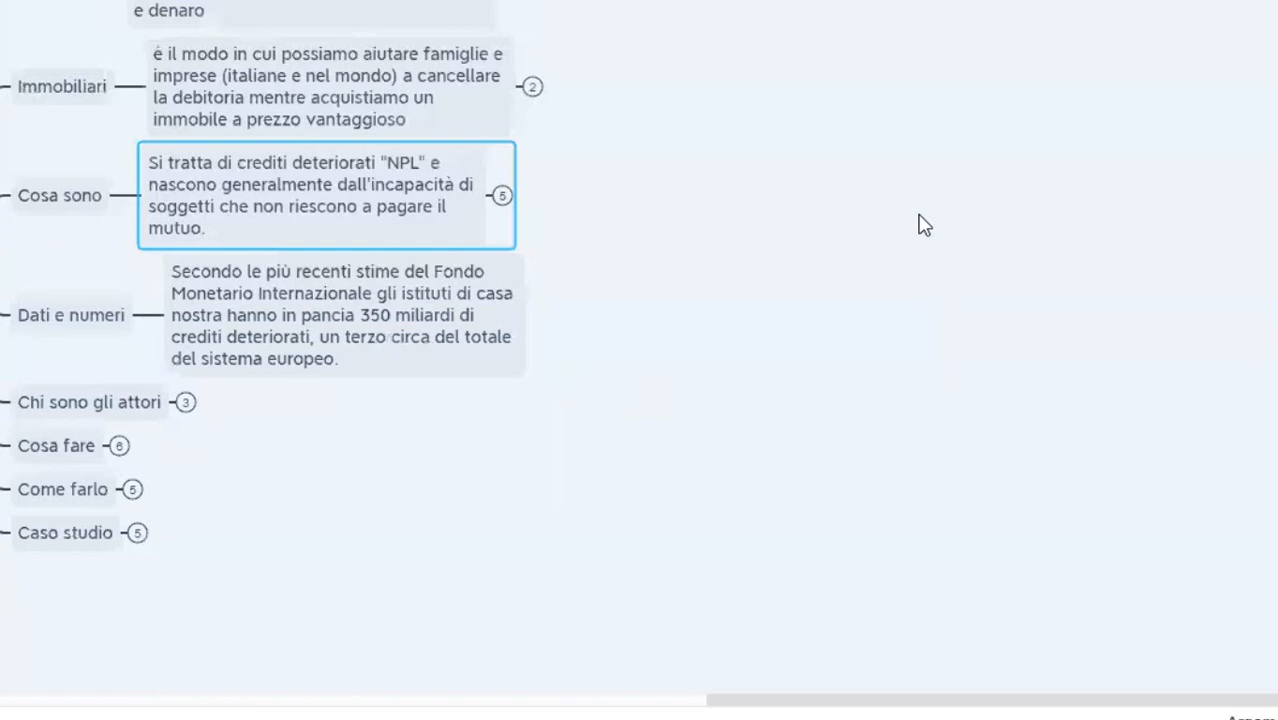 e denaro
Immobiliari
é il modo in cui possiamo aiutare famiglie e
imprese (italiane e nel mondo) a cancellare
la debitoria mentre acquistiamo un
immobile a prezzo vantaggioso
2
Cosa sono
Si tratta di crediti deteriorati "NPL" e
nascono generalmente dall'incapacità di
soggetti che non riescono a pagare il
mutuo.
5
Dati e numeri
Secondo le più recenti stime del Fondo
Monetario Internazionale gli istituti di casa
nostra hanno in pancia 350 miliardi di
crediti deteriorati, un terzo circa del totale
del sistema europeo.
Chi sono gli attori 3
Cosa fare 6
Come farlo 5
Caso studio 5